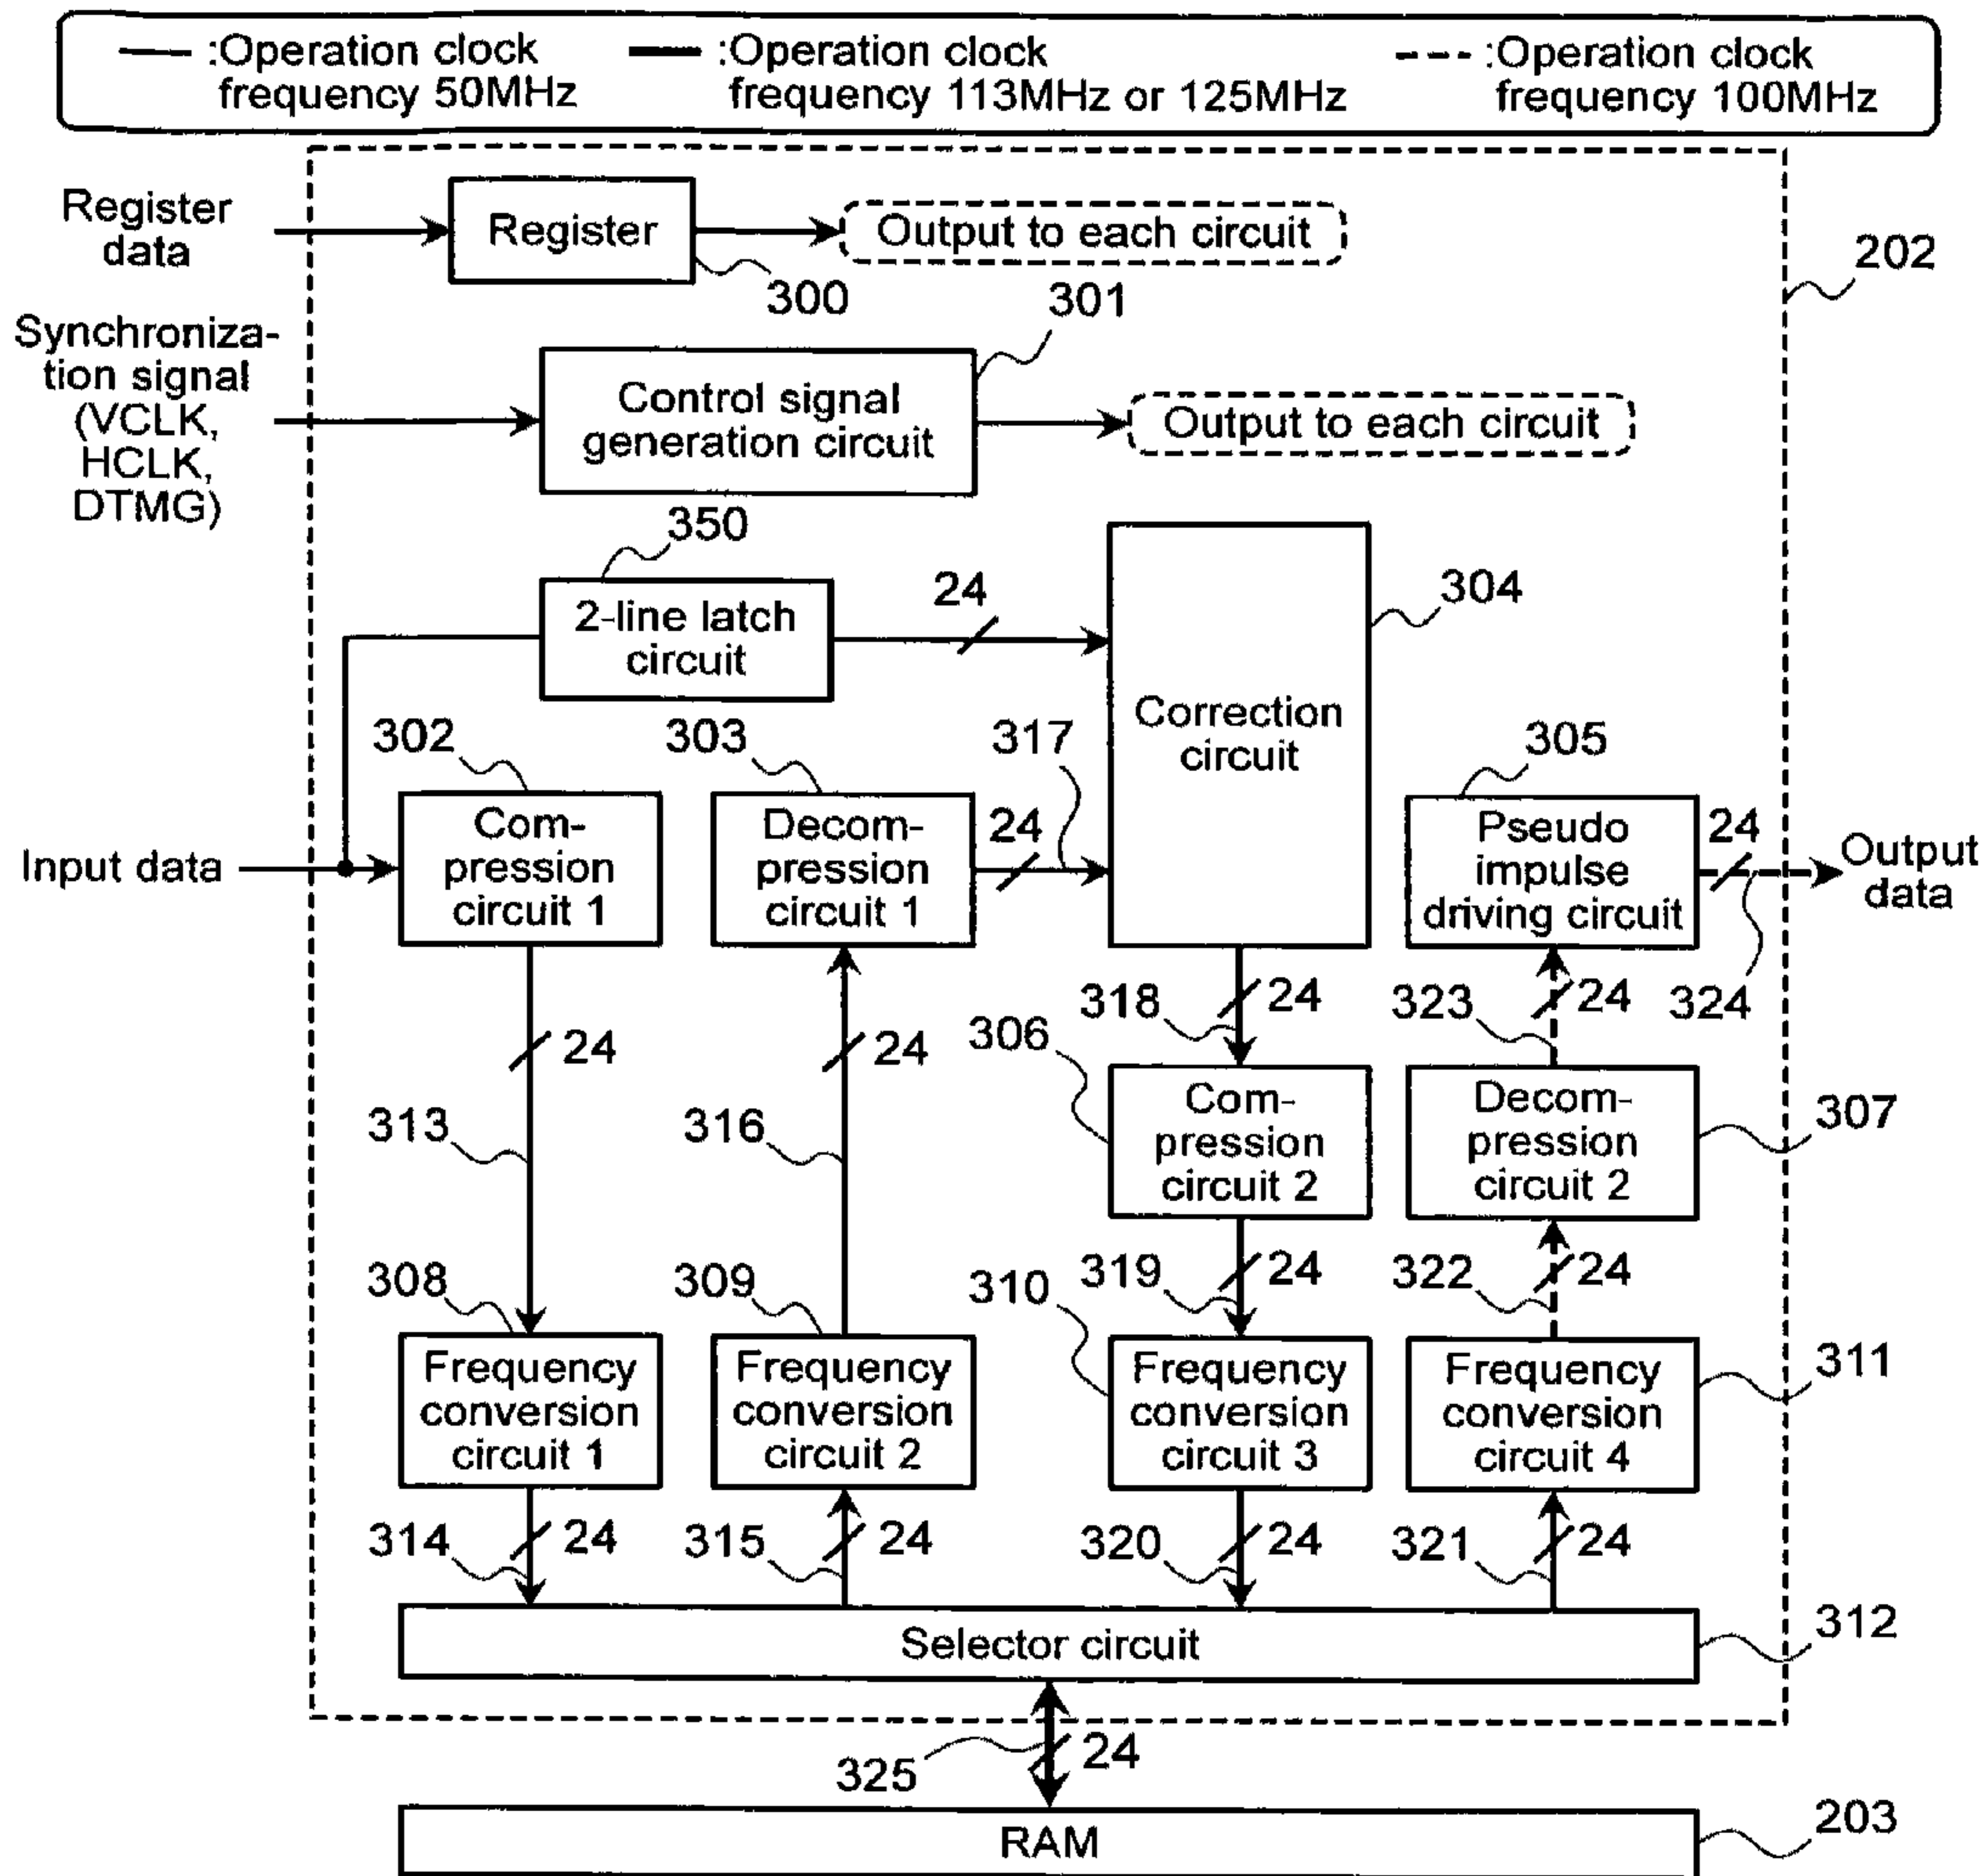 :Operation clock
frequency 50MHz
:Operation clock
frequency 113MHz or 125MHz
:Operation clock
frequency 100MHz
Register
data
Register
Output to each circuit
300
202
Synchroniza-
tion signal
(VCLK,
HCLK,
DTMG)
301
Control signal
generation circuit
Output to each circuit
350
2-line latch
circuit
24
304
Correction
circuit
302
303
317
305
Input data
Com-
pression
circuit 1
Decom-
pression
circuit 1
24
Pseudo
impulse
driving circuit
24
Output
data
324
313
24
316
24
318
24
323
24
306
Com-
pression
circuit 2
Decom-
pression
circuit 2
307
308
309
310
319
24
322
24
Frequency
conversion
circuit 1
Frequency
conversion
circuit 2
Frequency
conversion
circuit 3
Frequency
conversion
circuit 4
311
314
24
315
24
320
24
321
24
Selector circuit
312
325
24
RAM
203